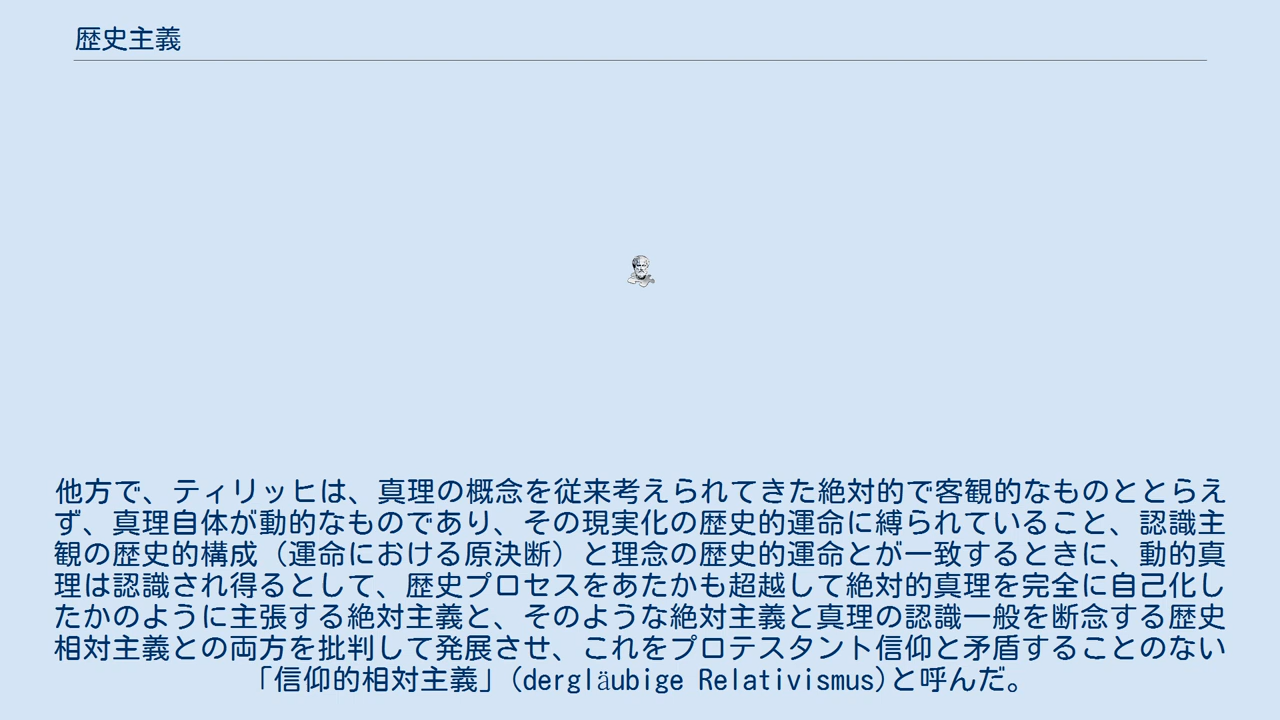 歴史主義
他方で、ティリッヒは、真理の概念を従来考えられてきた絶対的で客観的なものととらえ
ず、真理自体が動的なものであり、その現実化の歴史的運命に縛られていること、認識主
観の歴史的構成（運命における原決断）と理念の歴史的運命とが一致するときに、動的真
理は認識され得るとして、歴史プロセスをあたかも超越して絶対的真理を完全に自己化し
たかのように主張する絶対主義と、そのような絶対主義と真理の認識一般を断念する歴史
相対主義との両方を批判して発展させ、これをプロテスタント信仰と矛盾することのない
「信仰的相対主義」(dergläubige Relativismus)と呼んだ。